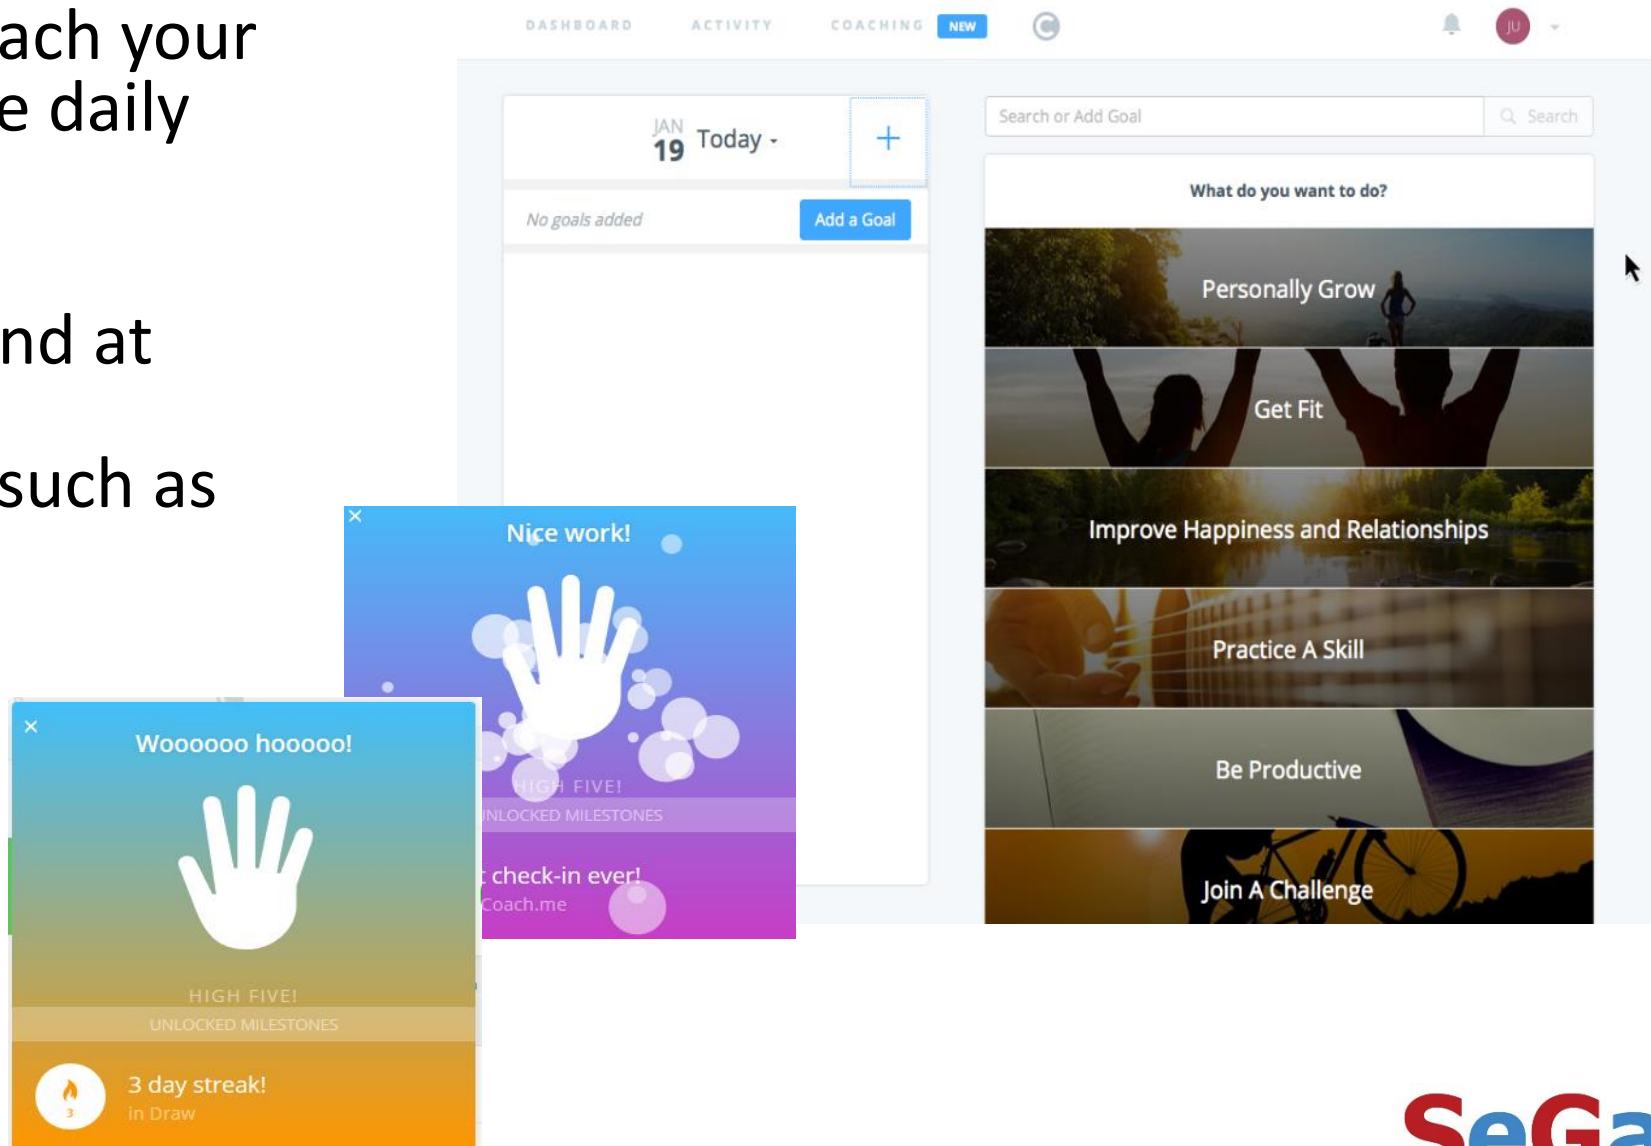 ach your
e daily
nd at
such as
DASHBOARD ACTIVITY COACHING NEW
JU
JAN
19 Today
No goals added Add a Goal
Search or Add Goal Search
What do you want to do?
Personally Grow
Get Fit
Improve Happiness and Relationships
Practice A Skill
Be Productive
Join A Challenge
Nice work!
HIGH FIVE!
UNLOCKED MILESTONES
check-in ever!
Coach.me
Woooooo hooooo!
HIGH FIVE!
UNLOCKED MILESTONES
3
3 day streak!
in Draw
SeGa